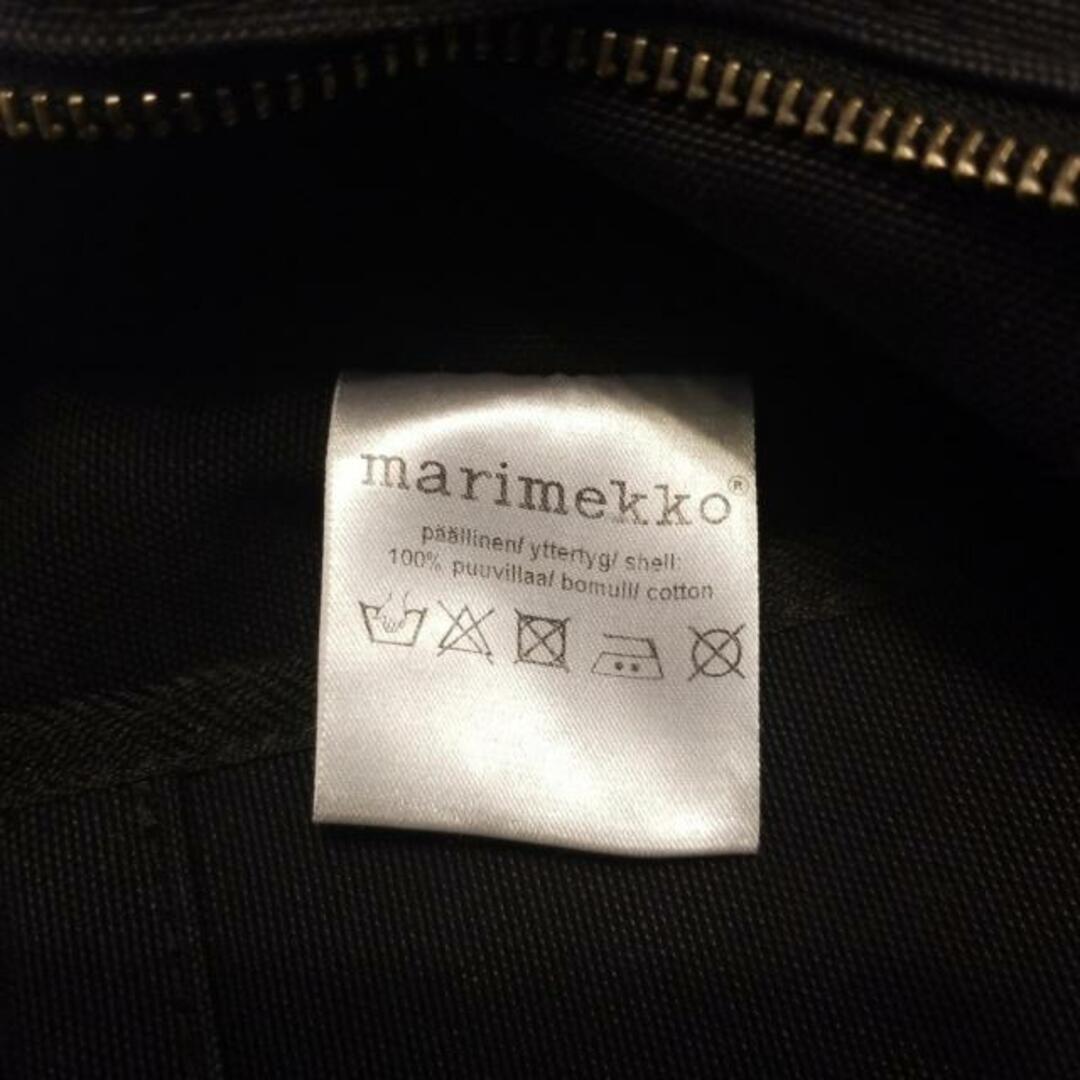 marimekko®
päällinen/ yttertyg/ shell:
100% puuvillaa/ bomull/ cotton